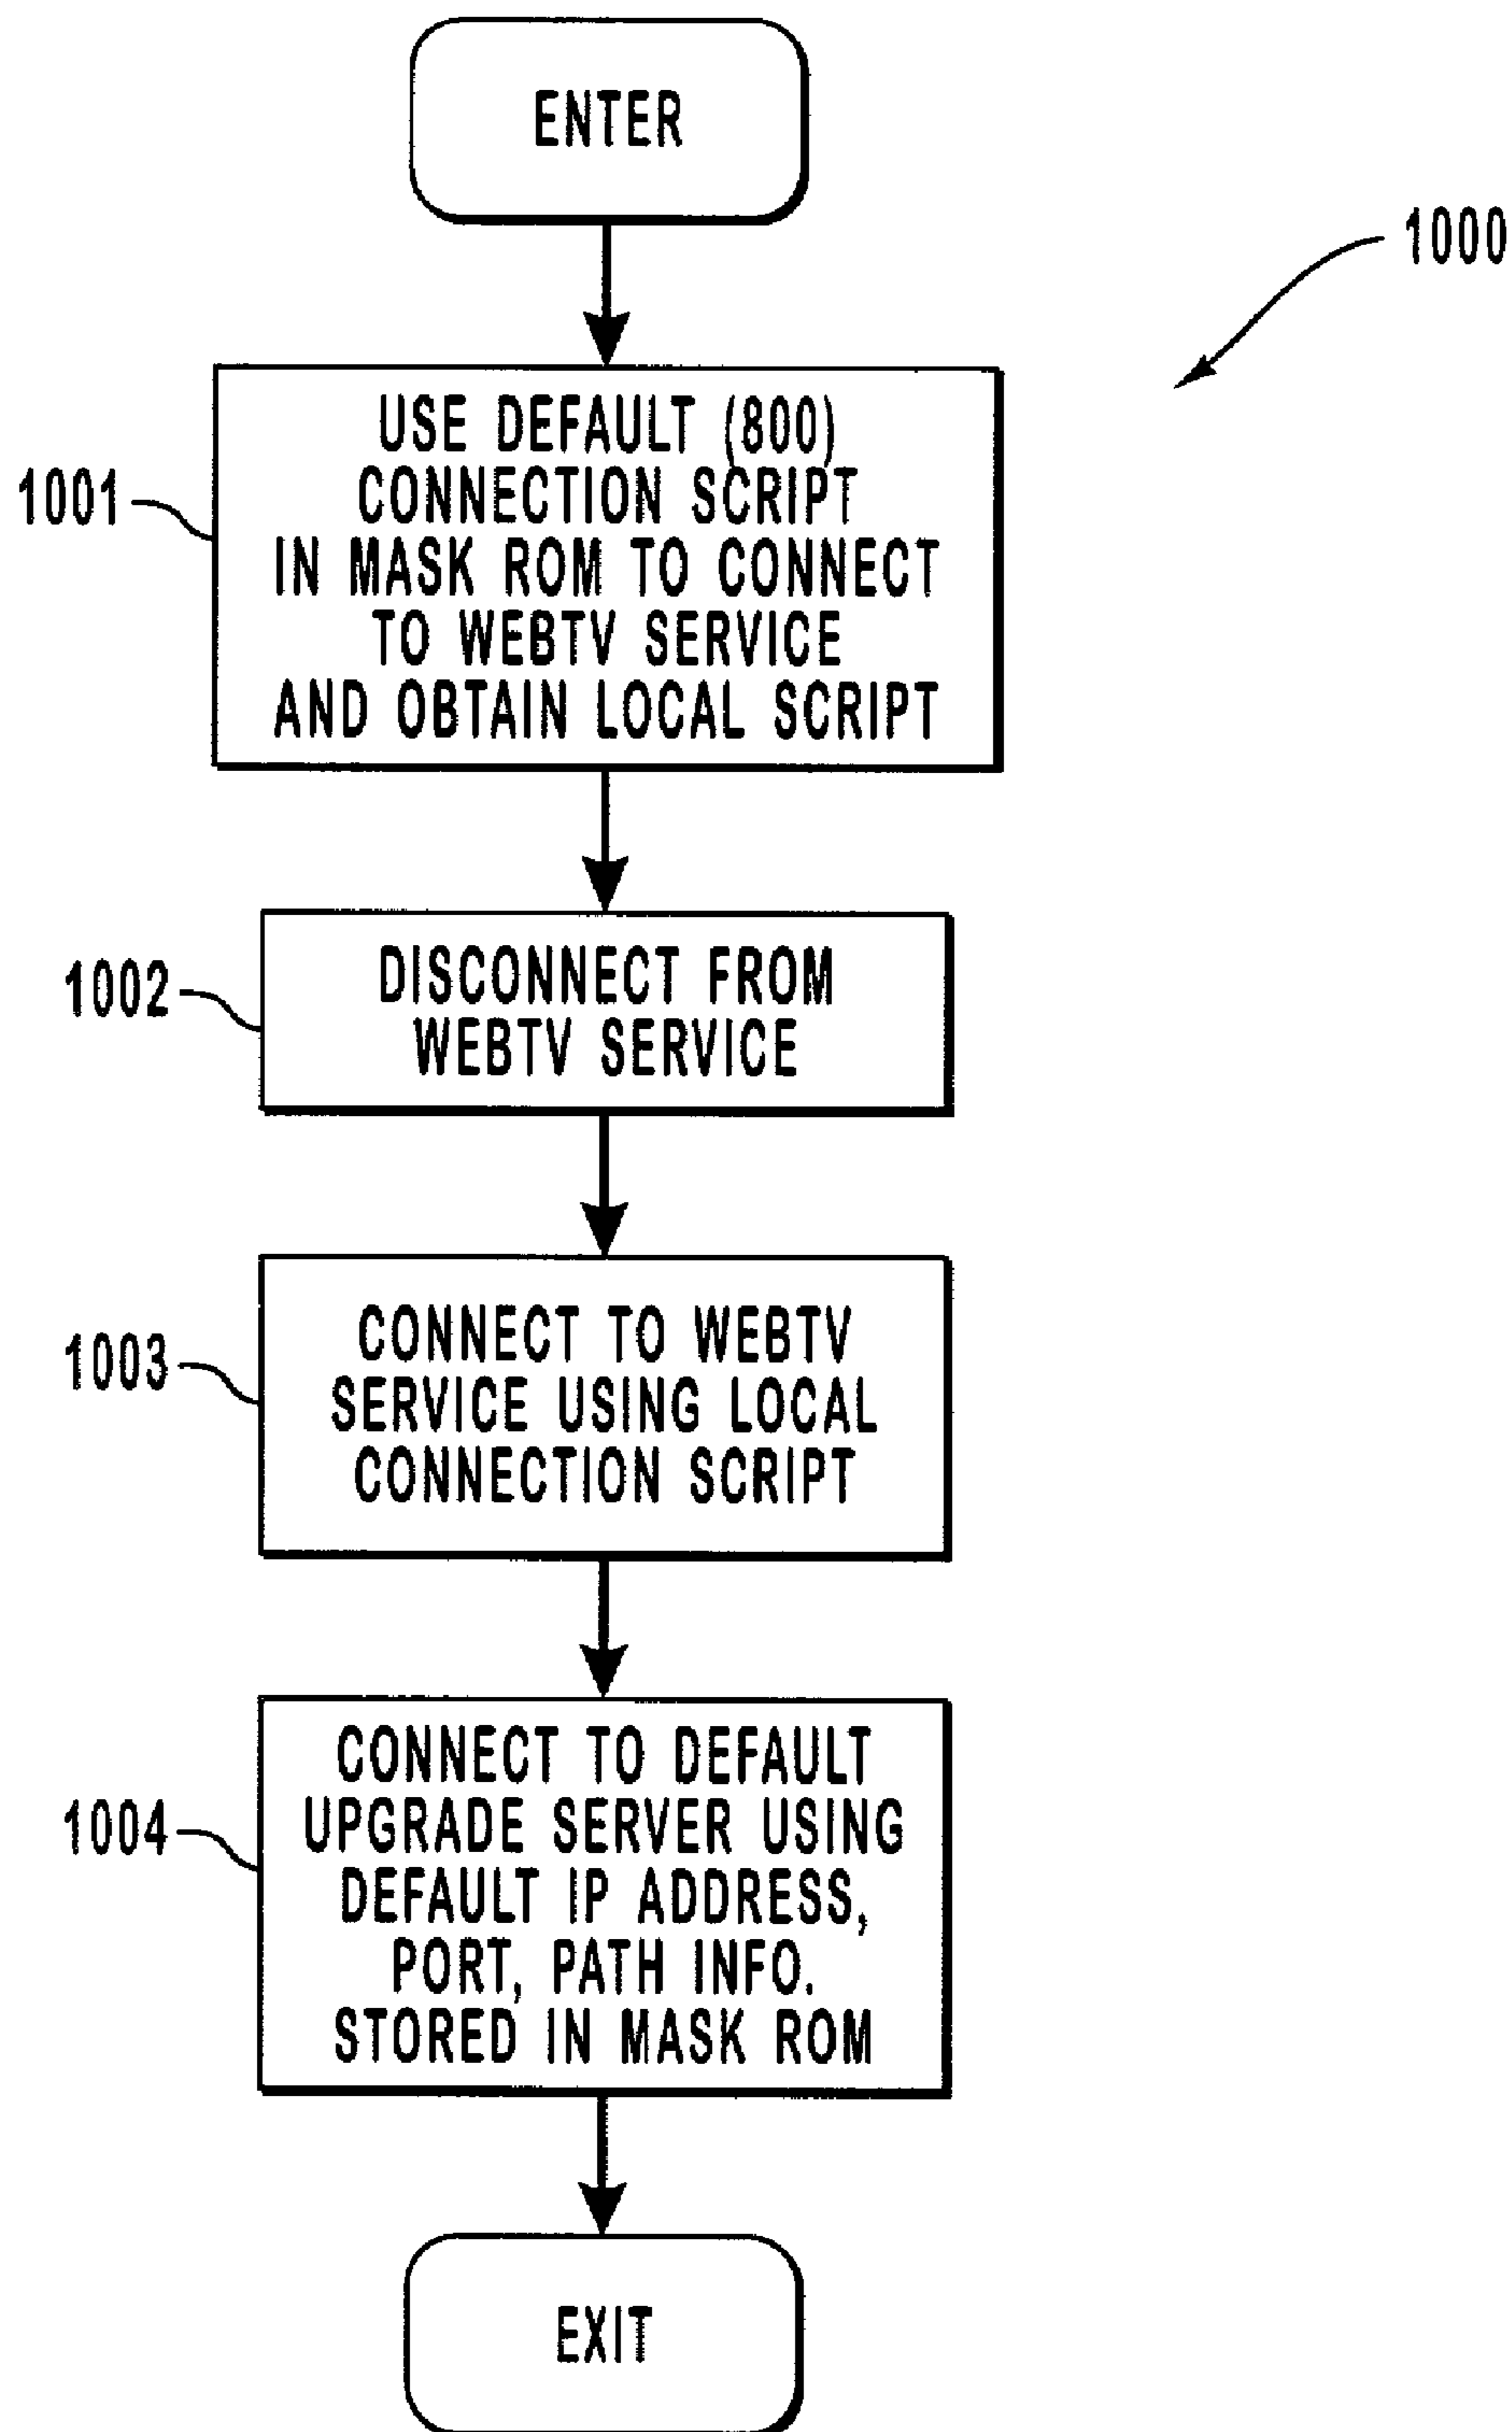 ENTER
1000
1001
USE DEFAULT (800)
CONNECTION SCRIPT
IN MASK ROM TO CONNECT
TO WEBTV SERVICE
AND OBTAIN LOCAL SCRIPT
1002
DISCONNECT FROM
WEBTV SERVICE
1003
CONNECT TO WEBTV
SERVICE USING LOCAL
CONNECTION SCRIPT
1004
CONNECT TO DEFAULT
UPGRADE SERVER USING
DEFAULT IP ADDRESS,
PORT, PATH INFO.
STORED IN MASK ROM
EXIT